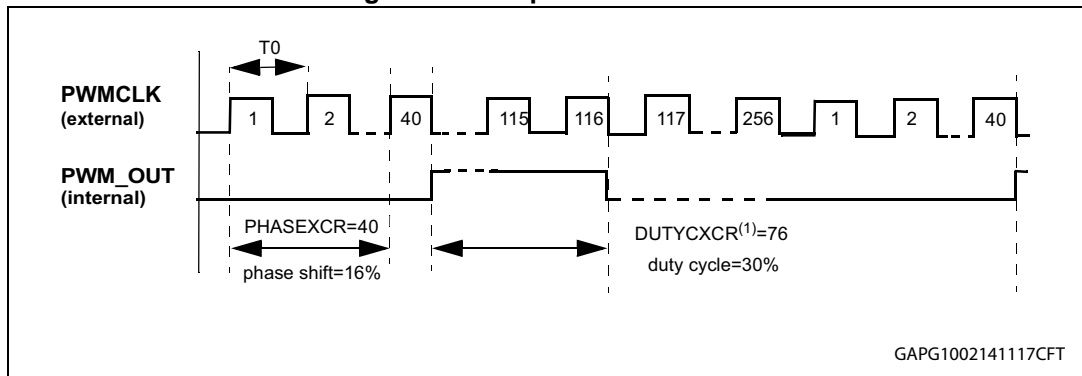 T0
PWMCLK
(external)
1 2 40 115 116 117 256 1 2 40
PWM_OUT
(internal)
PHASEXCR=40
phase shift=16%
DUTYCXCR(1)=76
duty cycle=30%
GAPG1002141117CFT